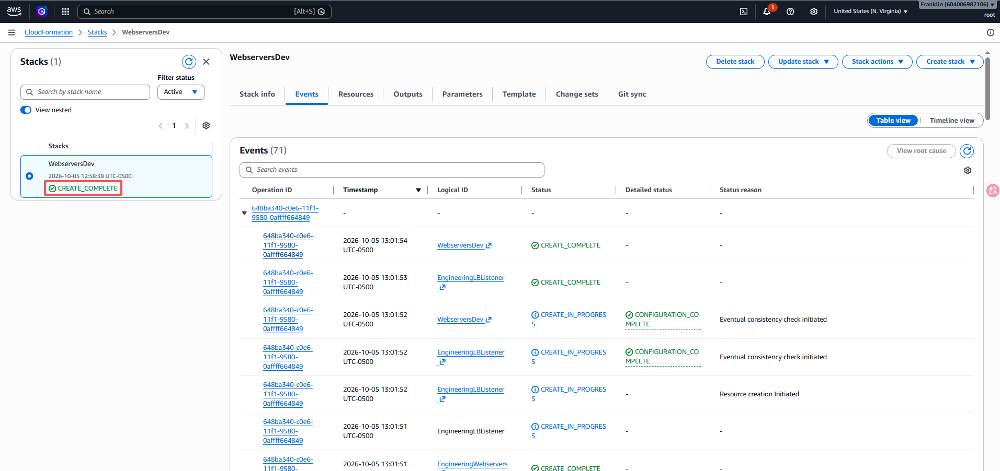 aws
Search [Alt+S]
1
United States (N. Virginia)
Franklin (604006982106)
root
CloudFormation
Stacks
WebserversDev
Stacks (1)
Filter status
Search by stack name
Active
View nested
1
Stacks
WebserversDev
2026-10-05 12:58:38 UTC-0500
CREATE_COMPLETE
WebserversDev
Delete stack
Update stack
Stack actions
Create stack
Stack info
Events
Resources
Outputs
Parameters
Template
Change sets
Git sync
Table view
Timeline view
Events (71)
View root cause
Search events
Operation ID
Timestamp
Logical ID
Status
Detailed status
Status reason
648ba340-c0e6-11f1-
9580-0affff664849
-
-
-
-
-
648ba340-c0e6-
11f1-9580-
0affff664849
2026-10-05 13:01:54
UTC-0500
WebserversDev
CREATE_COMPLETE
-
-
648ba340-c0e6-
11f1-9580-
0affff664849
2026-10-05 13:01:53
UTC-0500
EngineeringLBListener
CREATE_COMPLETE
-
-
648ba340-c0e6-
11f1-9580-
0affff664849
2026-10-05 13:01:52
UTC-0500
WebserversDev
CREATE_IN_PROGRES
S
CONFIGURATION_CO
MPLETE
Eventual consistency check initiated
648ba340-c0e6-
11f1-9580-
0affff664849
2026-10-05 13:01:52
UTC-0500
EngineeringLBListener
CREATE_IN_PROGRES
S
CONFIGURATION_CO
MPLETE
Eventual consistency check initiated
648ba340-c0e6-
11f1-9580-
0affff664849
2026-10-05 13:01:52
UTC-0500
EngineeringLBListener
CREATE_IN_PROGRES
S
-
Resource creation Initiated
648ba340-c0e6-
11f1-9580-
0affff664849
2026-10-05 13:01:51
UTC-0500
EngineeringLBListener
CREATE_IN_PROGRES
S
-
-
648ba340-c0e6-
11f1-9580-
2026-10-05 13:01:51
EngineeringWebservers
CREATE_COMPLETE
-
-